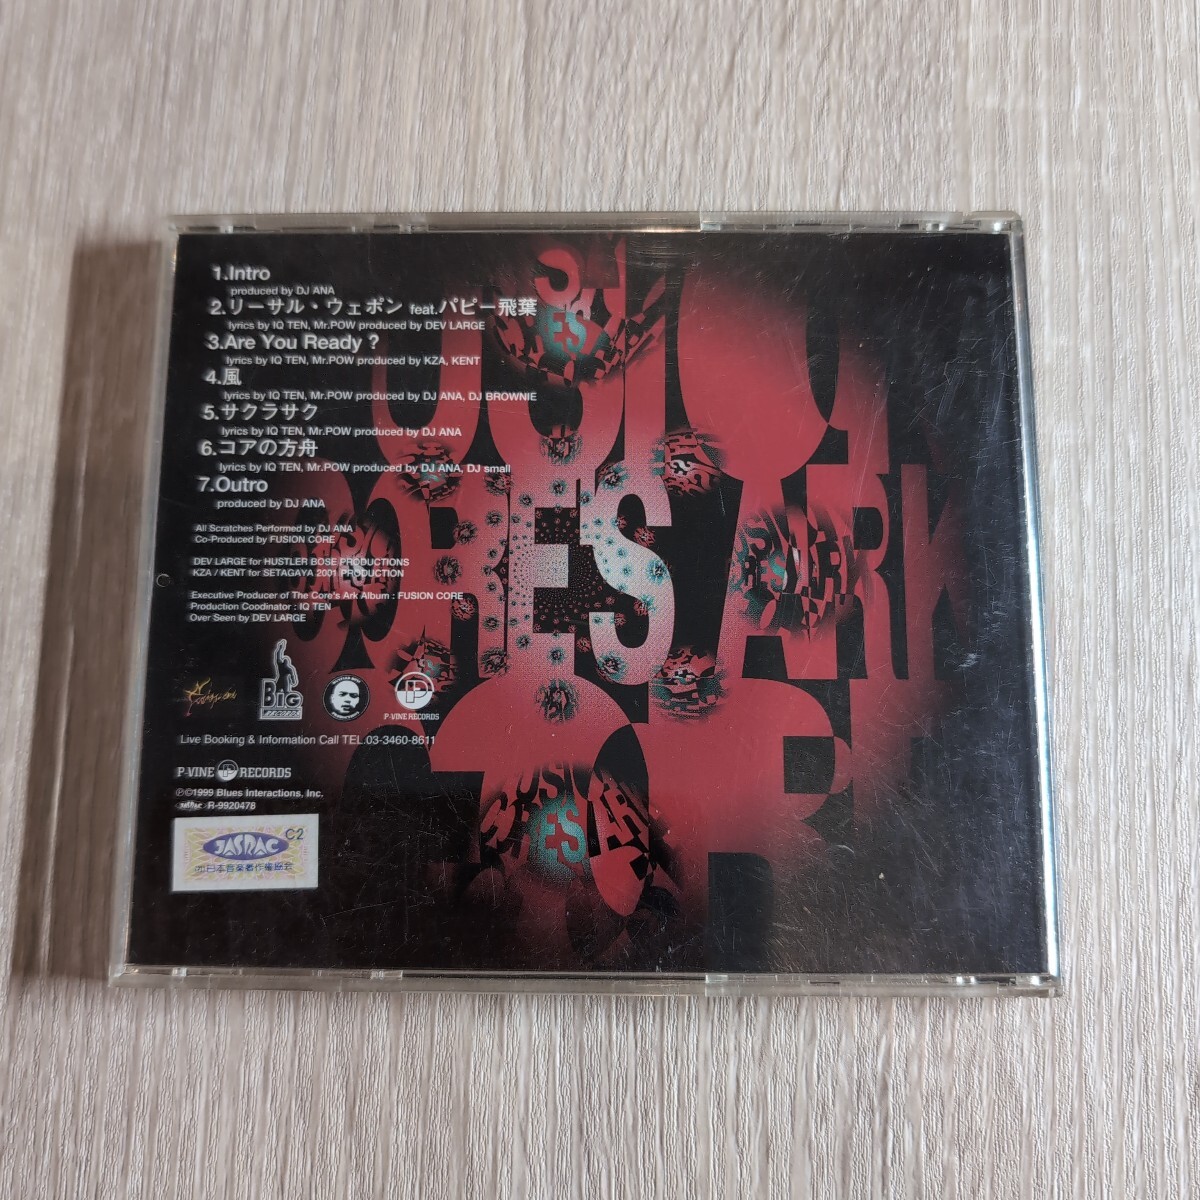 1.Intro
produced by DJ ANA
2.リーサル・ウェポン feat.パピー飛葉
lyrics by IQ TEN, Mr.POW produced by DEV LARGE
3.Are You Ready ?
lyrics by IQ TEN, Mr.POW produced by KZA, KENT
4.風
lyrics by IQ TEN, Mr.POW produced by DJ ANA, DJ BROWNIE
5.サクラサク
lyrics by IQ TEN, Mr.POW produced by DJ ANA
6.コアの方舟
lyrics by IQ TEN, Mr.POW produced by DJ ANA, DJ small
7.Outro
produced by DJ ANA
All Scratches Performed by DJ ANA
Co-Produced by FUSION CORE
DEV LARGE for HUSTLER BOSE PRODUCTIONS
KZA / KENT for SETAGAYA 2001 PRODUCTION
Executive Producer of The Core's Ark Album : FUSION CORE
Production Coodinator : IQ TEN
Over Seen by DEV LARGE
BIG
RECORDS
P
P-VINE RECORDS
Live Booking & Information Call TEL.03-3460-8611
P-VINE P RECORDS
℗©1999 Blues Interactions, Inc.
JASRAC R-9920478
C2
JASRAC
㈳日本音楽著作権協会
CORES ARK